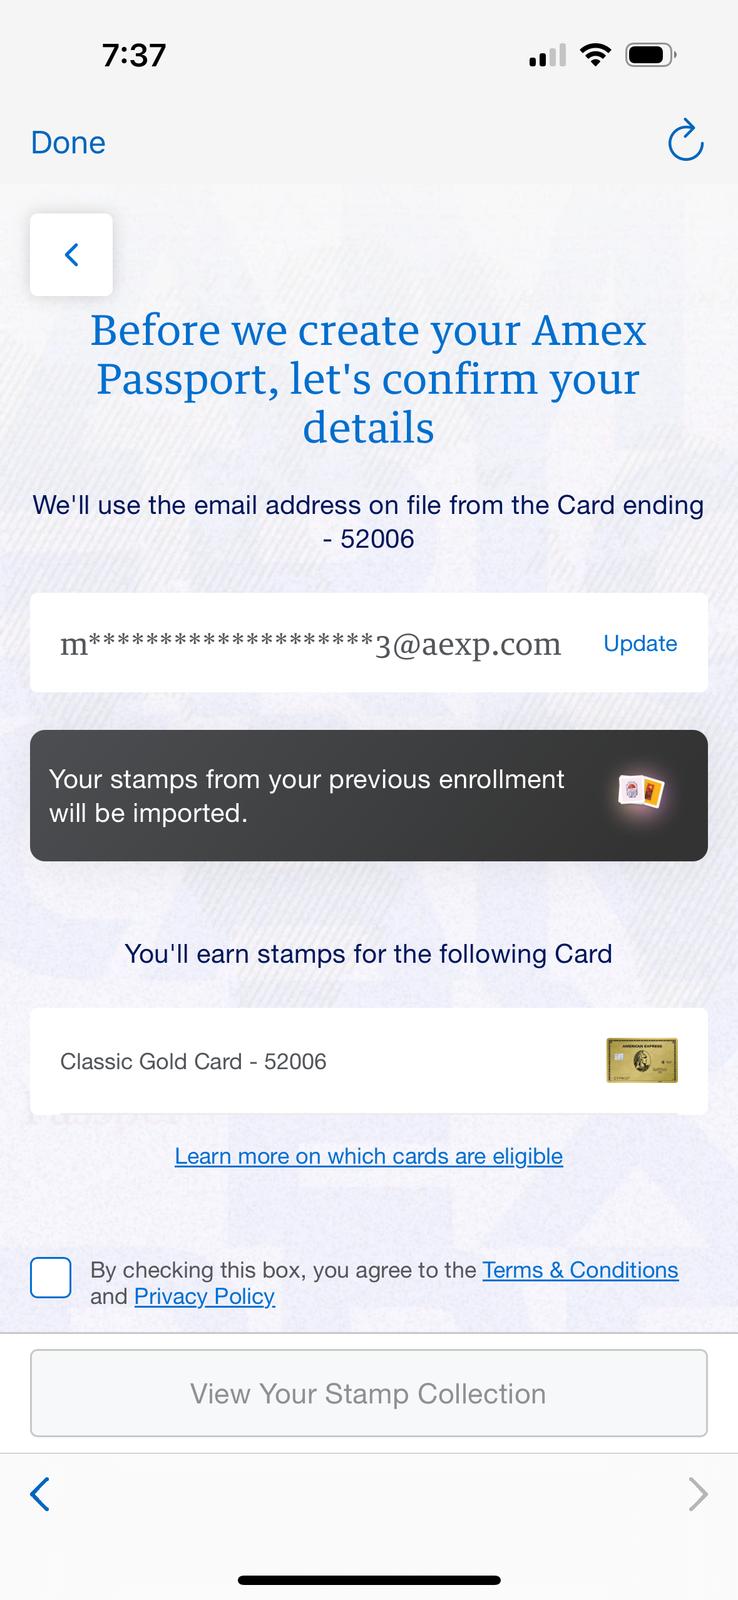 7:37
Done
Before we create your Amex
Passport, let's confirm your
details
We'll use the email address on file from the Card ending
- 52006
m********************3@aexp.com
Update
Your stamps from your previous enrollment
will be imported.
You'll earn stamps for the following Card
Classic Gold Card - 52006
AMERICAN EXPRESS
Learn more on which cards are eligible
By checking this box, you agree to the Terms & Conditions
and Privacy Policy
View Your Stamp Collection